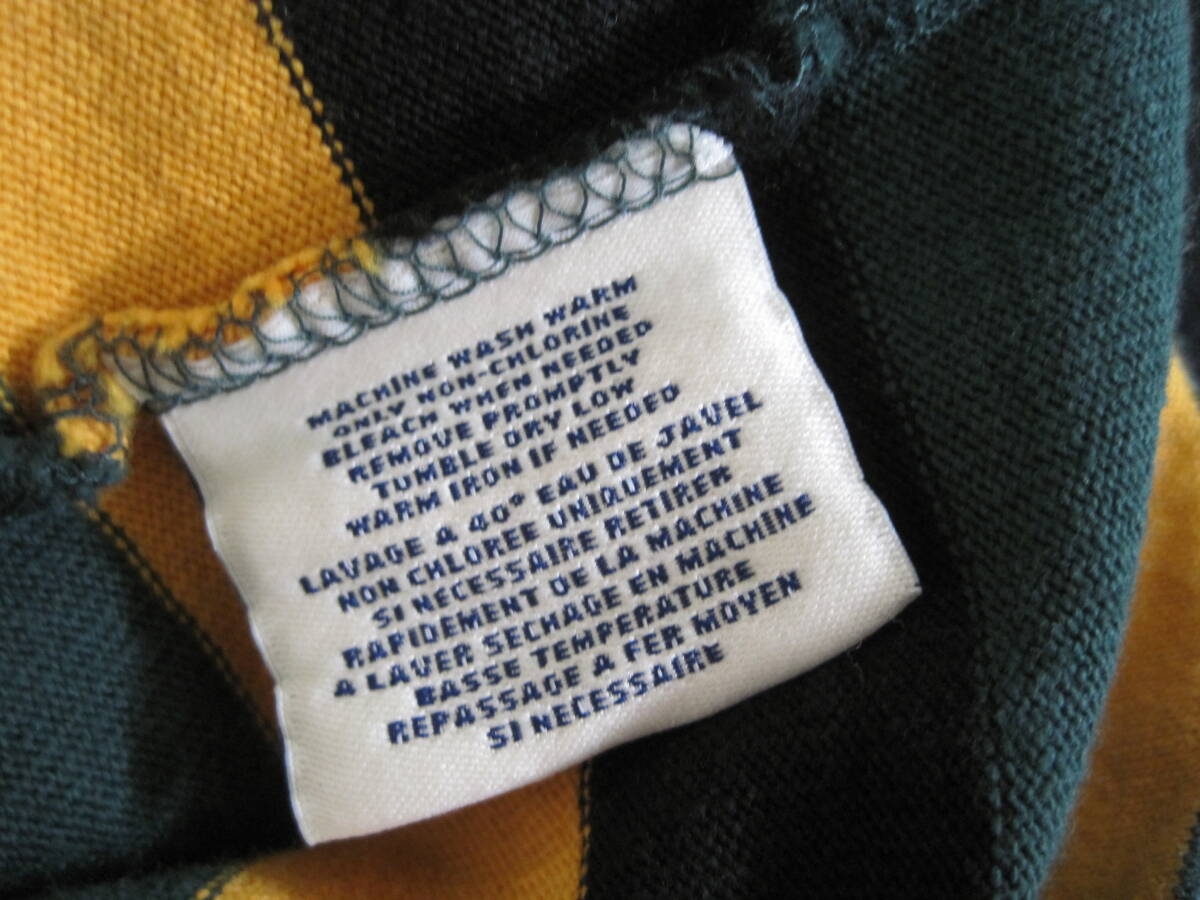 MACHINE WASH WARM
ONLY NON-CHLORINE
BLEACH WHEN NEEDED
REMOVE PROMPTLY
TUMBLE DRY LOW
WARM IRON IF NEEDED
LAVAGE A 40° EAU DE JAVEL
NON CHLOREE UNIQUEMENT
SI NECESSAIRE RETIRER
RAPIDEMENT DE LA MACHINE
A LAVER SECHAGE EN MACHINE
BASSE TEMPERATURE
REPASSAGE A FER MOYEN
SI NECESSAIRE